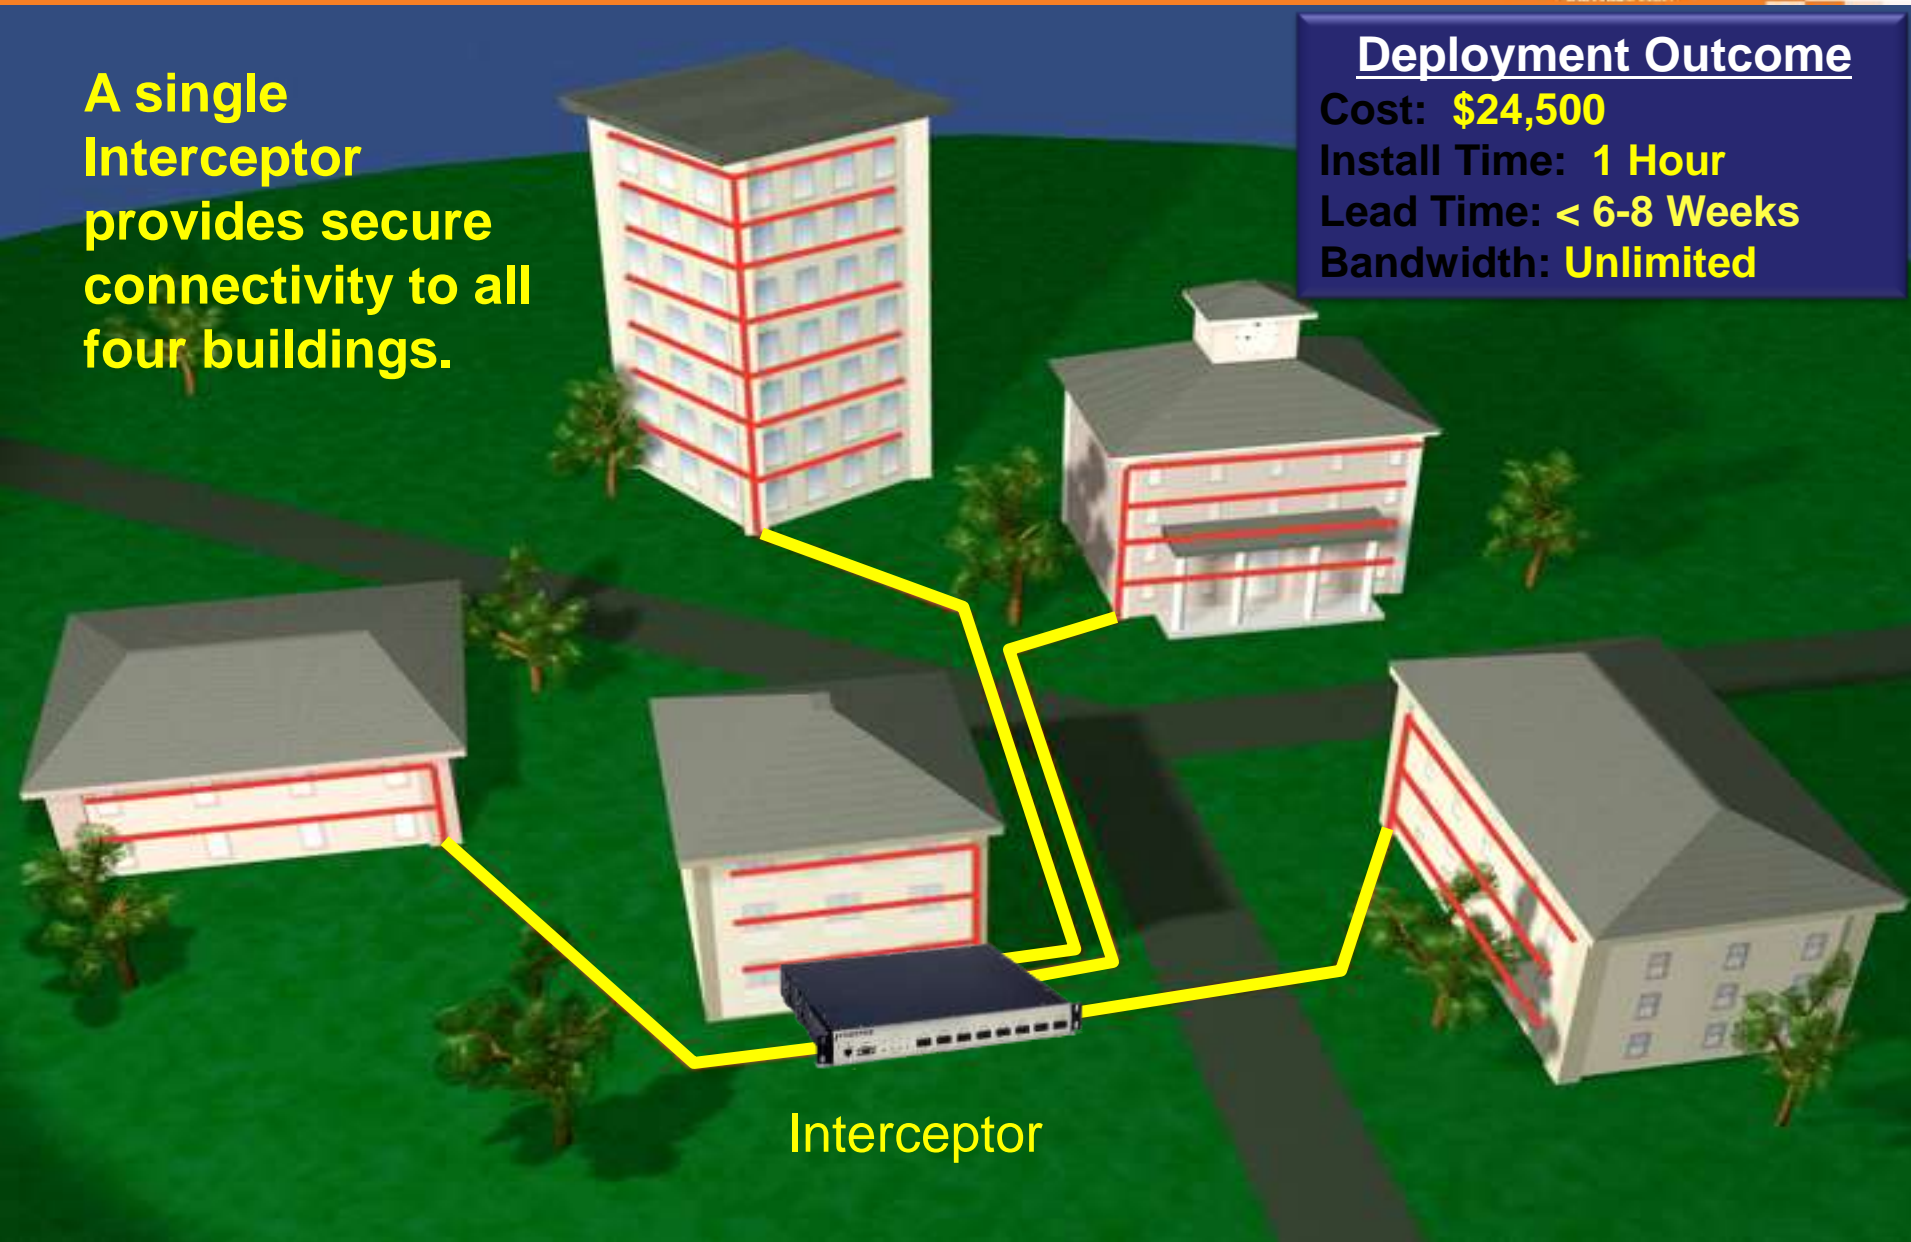 A single
Interceptor
provides secure
connectivity to all
four buildings.
Deployment Outcome
Cost: $24,500
Install Time: 1 Hour
Lead Time: < 6-8 Weeks
Bandwidth: Unlimited
Interceptor